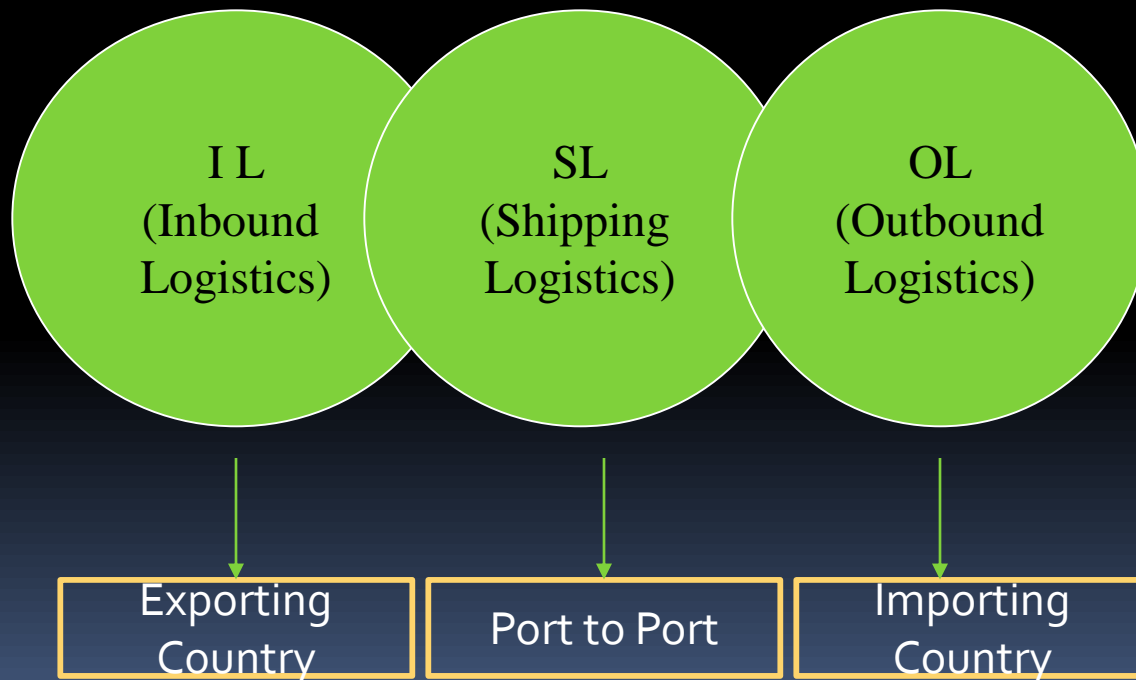 I L
(Inbound
Logistics)
SL
(Shipping
Logistics)
OL
(Outbound
Logistics)
Exporting
Country
Port to Port
Importing
Country